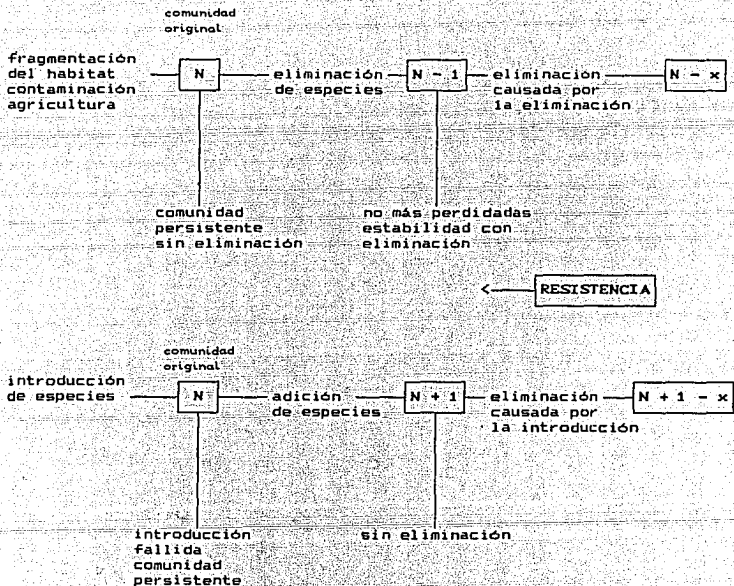 comunidad
original
fragmentación
del habitat
contaminación
agricultura
N
eliminación
de especies
N - 1
eliminación
causada por
la eliminación
N - x
comunidad
persistente
sin eliminación
no más perdidadas
estabilidad con
eliminación
RESISTENCIA
comunidad
original
introducción
de especies
N
adición
de especies
N + 1
eliminación
causada por
la introducción
N + 1 - x
introducción
fallida
comunidad
persistente
sin eliminación